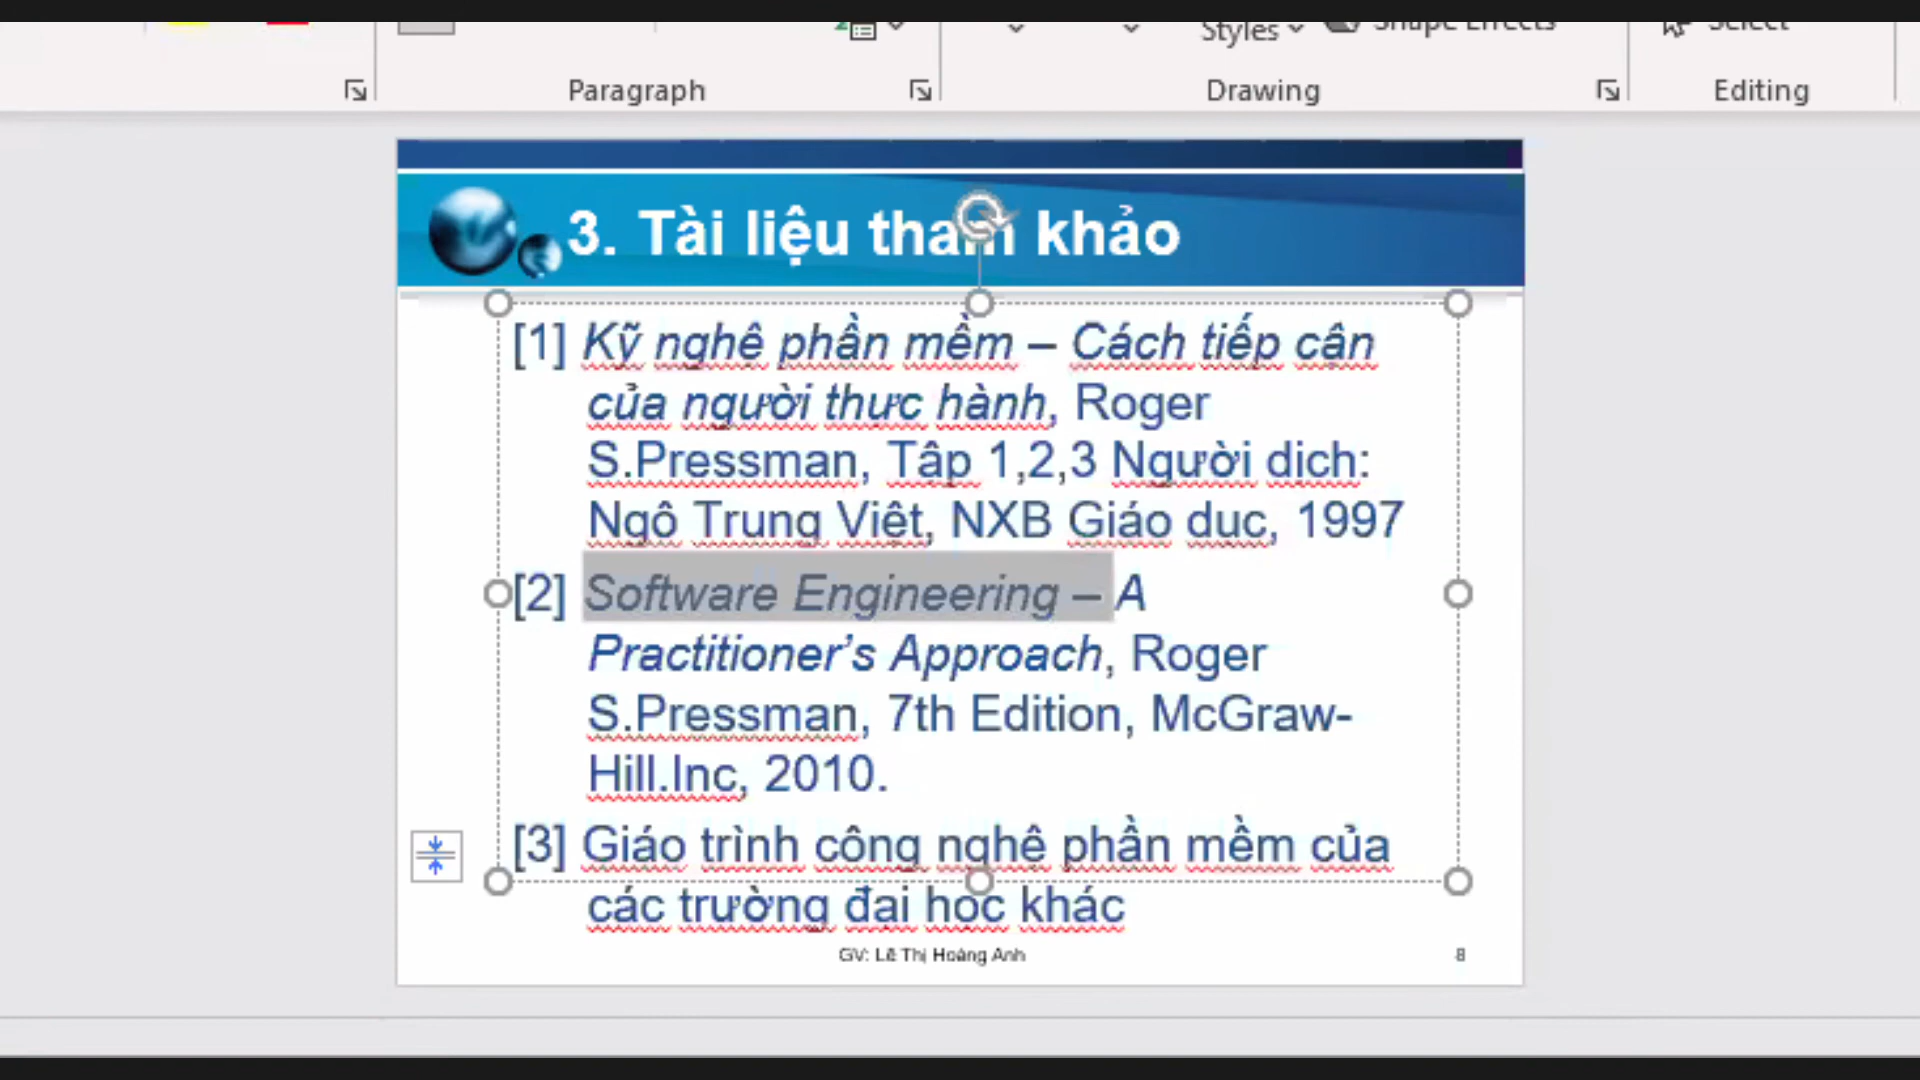 Styles
Shape Effects
Select
Paragraph
Drawing
Editing
3. Tài liệu tham khảo
[1] Kỹ nghệ phần mềm – Cách tiếp cận
của người thực hành, Roger
S.Pressman, Tập 1,2,3 Người dịch:
Ngô Trung Việt, NXB Giáo dục, 1997
[2] Software Engineering – A
Practitioner’s Approach, Roger
S.Pressman, 7th Edition, McGraw-
Hill.Inc, 2010.
[3] Giáo trình công nghệ phần mềm của
các trường đại học khác
GV: Lê Thị Hoàng Anh
8